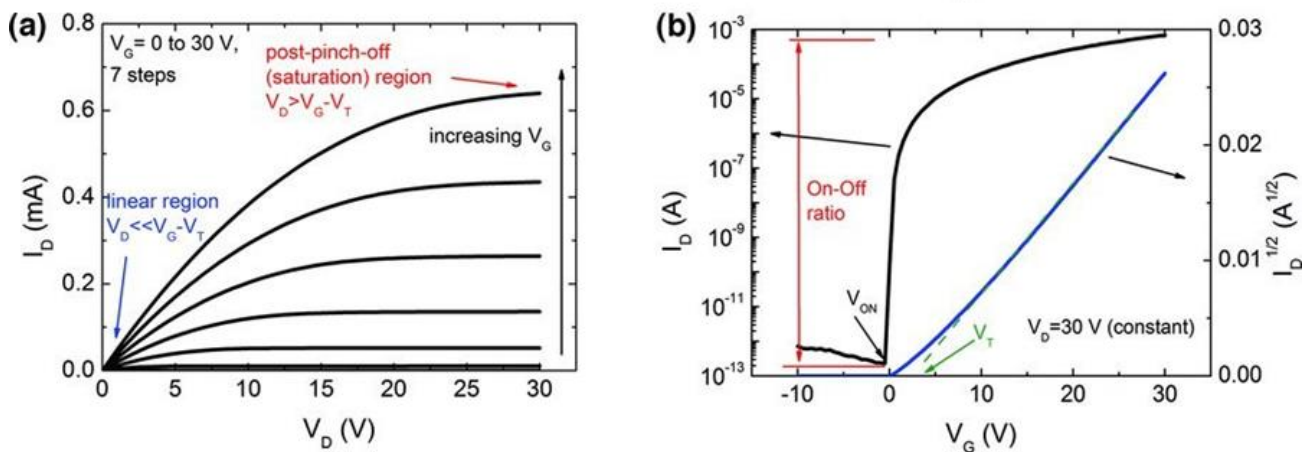 (a)
V_G= 0 to 30 V,
7 steps
post-pinch-off
(saturation) region
V_D>V_G-V_T
increasing V_G
linear region
V_D<<V_G-V_T
I_D (mA)
0.8
0.6
0.4
0.2
0.0
0 5 10 15 20 25 30
V_D (V)
(b)
I_D (A)
10^-3
10^-5
10^-7
10^-9
10^-11
10^-13
On-Off
ratio
V_ON
V_T
V_D=30 V (constant)
0.03
0.02
0.01
0.00
I_D^1/2 (A^1/2)
-10 0 10 20 30
V_G (V)